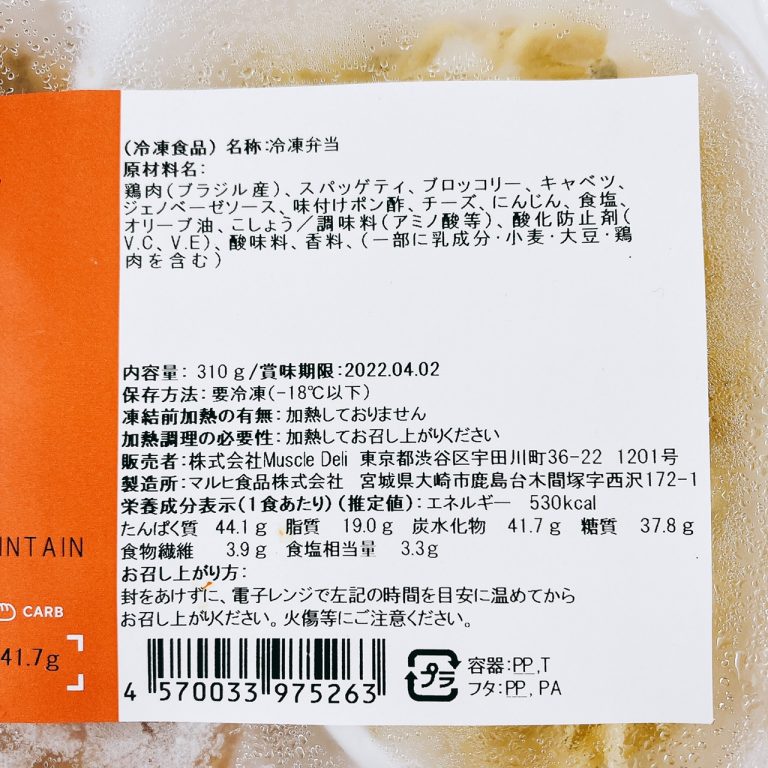 (冷凍食品) 名称:冷凍弁当
原材料名:
鶏肉(ブラジル産)、スパッゲティ、ブロッコリー、キャベツ、
ジェノベーゼソース、味付けポン酢、チーズ、にんじん、食塩、
オリーブ油、こしょう/調味料(アミノ酸等)、酸化防止剤(
V.C、V.E)、酸味料、香料、(一部に乳成分・小麦・大豆・鶏
肉を含む)
内容量: 310g/賞味期限:2022.04.02
保存方法:要冷凍(-18℃以下)
凍結前加熱の有無:加熱しておりません
加熱調理の必要性:加熱してお召し上がりください
販売者:株式会社Muscle Deli 東京都渋谷区宇田川町36-22 1201号
製造所:マルヒ食品株式会社 宮城県大崎市鹿島台木間塚字西沢172-1
栄養成分表示(1食あたり)(推定値):エネルギー 530kcal
たんぱく質 44.1g 脂質 19.0g 炭水化物 41.7g 糖質 37.8g
食物繊維 3.9g 食塩相当量 3.3g
お召し上がり方:
封をあけずに、電子レンジで左記の時間を目安に温めてから
お召し上がりください。火傷等にご注意ください。
4 570033 975263
プラ
容器:PP,T
フタ:PP, PA
INTAIN
CARB
41.7g